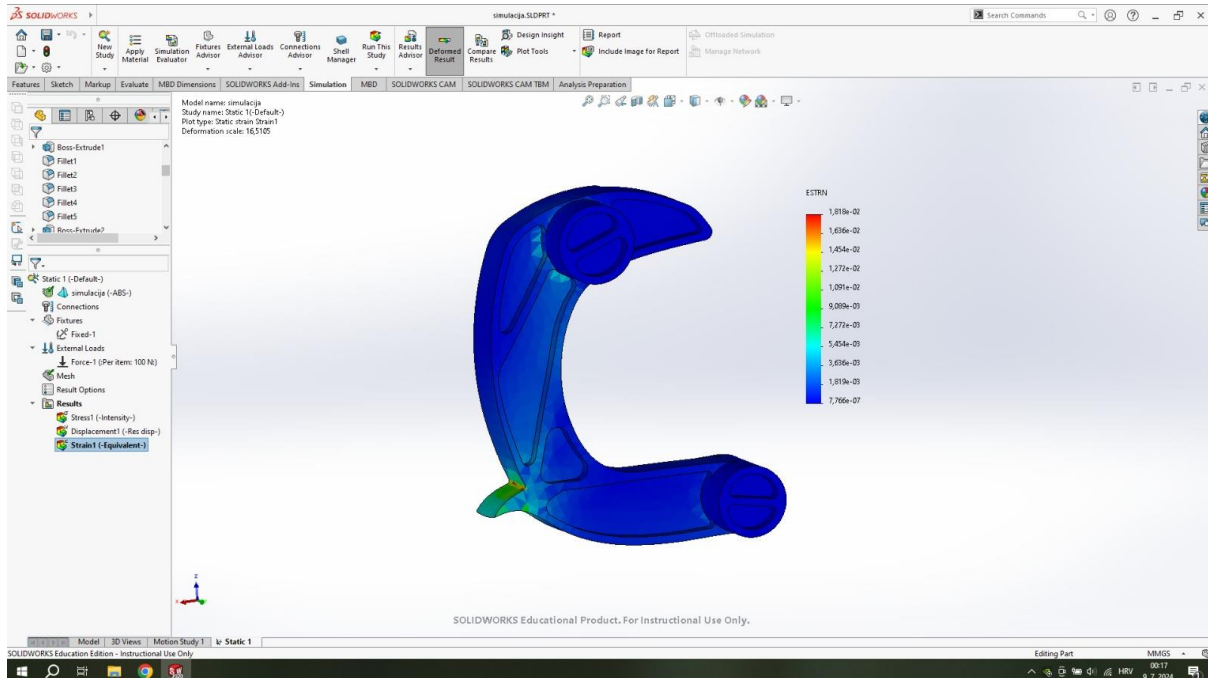 SOLIDWORKS
simulacija.SLDPRT *
Search Commands
New Study
Apply Material
Simulation Evaluator
Fixtures Advisor
External Loads Advisor
Connections Advisor
Shell Manager
Run This Study
Results Advisor
Deformed Result
Compare Results
Design Insight
Plot Tools
Report
Include Image for Report
Offloaded Simulation
Manage Network
Features Sketch Markup Evaluate MBD Dimensions SOLIDWORKS Add-Ins Simulation MBD SOLIDWORKS CAM SOLIDWORKS CAM TBM Analysis Preparation
Model name: simulacija
Study name: Static 1(-Default-)
Plot type: Static strain Strain1
Deformation scale: 16,5105
Boss-Extrude1
Fillet1
Fillet2
Fillet3
Fillet4
Fillet5
Boss-Extrude2
Static 1 (-Default-)
simulacija (-ABS-)
Connections
Fixtures
Fixed-1
External Loads
Force-1 (:Per item: 100 N:)
Mesh
Result Options
Results
Stress1 (-Intensity-)
Displacement1 (-Res disp-)
Strain1 (-Equivalent-)
ESTRN
1,818e-02
1,636e-02
1,454e-02
1,272e-02
1,091e-02
9,089e-03
7,272e-03
5,454e-03
3,636e-03
1,819e-03
7,766e-07
z
x
SOLIDWORKS Educational Product. For Instructional Use Only.
Model 3D Views Motion Study 1 Static 1
SOLIDWORKS Education Edition - Instructional Use Only
Editing Part
MMGS
HRV
00:17
9. 7. 2024.